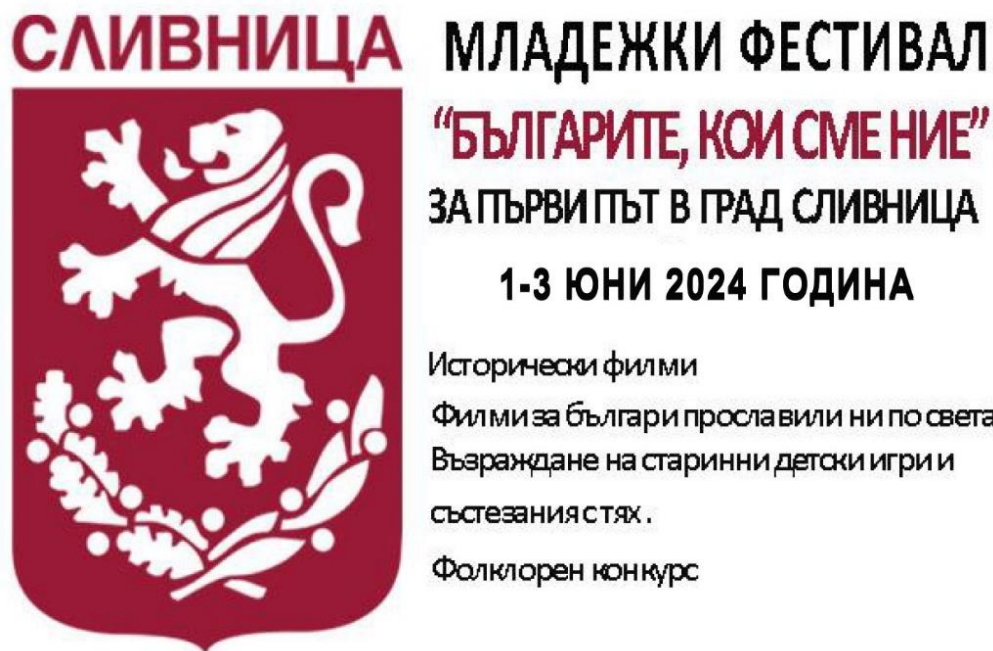 СЛИВНИЦА
МЛАДЕЖКИ ФЕСТИВАЛ
“БЪЛГАРИТЕ, КОИ СМЕ НИЕ”
ЗА ПЪРВИ ПЪТ В ГРАД СЛИВНИЦА
1-3 ЮНИ 2024 ГОДИНА
Исторически филми
Филми за българи прославили ни по света
Възраждане на старинни детски игри и
състезания с тях.
Фолклорен конкурс